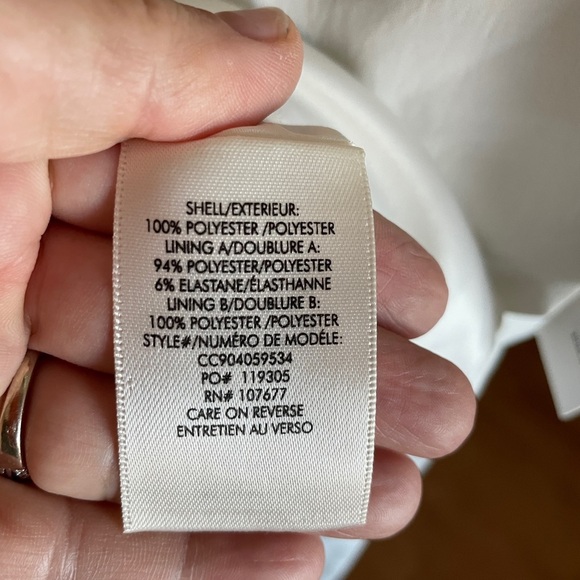 SHELL/EXTERIEUR:
100% POLYESTER /POLYESTER
LINING A/DOUBLURE A:
94% POLYESTER/POLYESTER
6% ELASTANE/ÉLASTHANNE
LINING B/DOUBLURE B:
100% POLYESTER /POLYESTER
STYLE#/NUMÉRO DE MODÉLE:
CC904059534
PO# 119305
RN# 107677
CARE ON REVERSE
ENTRETIEN AU VERSO